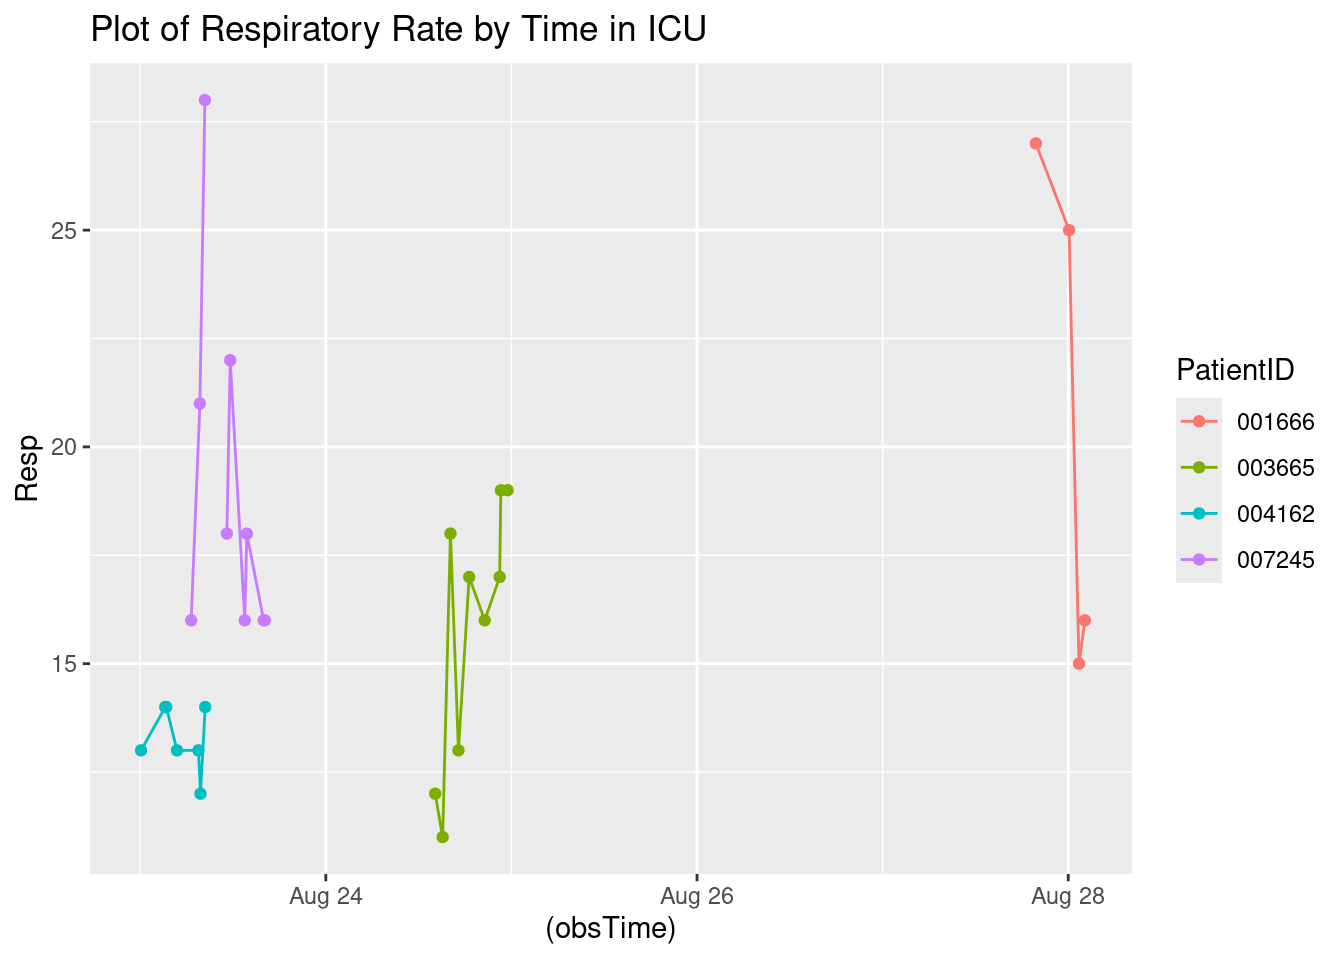 Plot of Respiratory Rate by Time in ICU
25
20
15
Resp
Aug 24
Aug 26
Aug 28
(obsTime)
PatientID
001666
003665
004162
007245